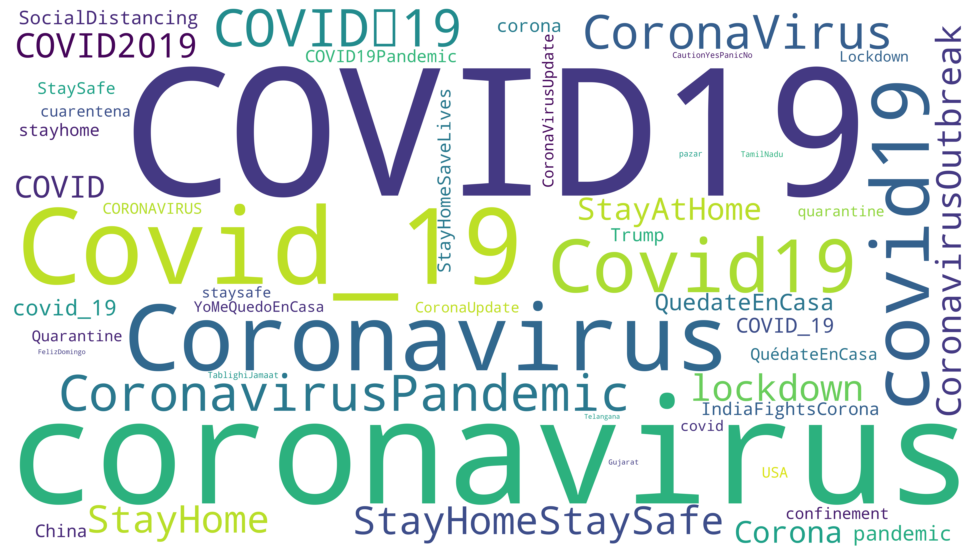 SocialDistancing
COVID2019
COVID▯19
corona
CoronaVirus
COVID19Pandemic
CoronaVirusUpdate
CautionYesPanicNo
Lockdown
StaySafe
cuarentena
stayhome
COVID19
StayHomeSaveLives
pazar
TamilNadu
covid19
CoronavirusOutbreak
COVID
CORONAVIRUS
Covid_19
StayAtHome
quarantine
Trump
Covid19
staysafe
covid_19
YoMeQuedoEnCasa
CoronaUpdate
QuedateEnCasa
COVID_19
Quarantine
FelizDomingo
Coronavirus
QuédateEnCasa
TablighiJamaat
CoronavirusPandemic
lockdown
IndiaFightsCorona
Telangana
covid
coronavirus
Gujarat
USA
China
StayHome
StayHomeStaySafe
confinement
Corona
pandemic